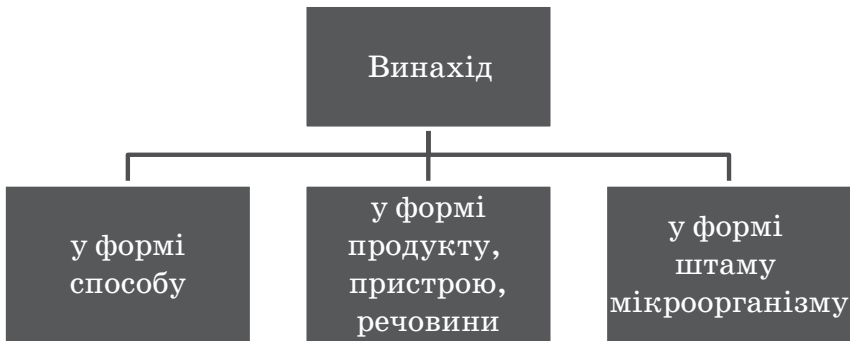 Винахід
у формі
способу
у формі
продукту,
пристрою,
речовини
у формі
штаму
мікроорганізму